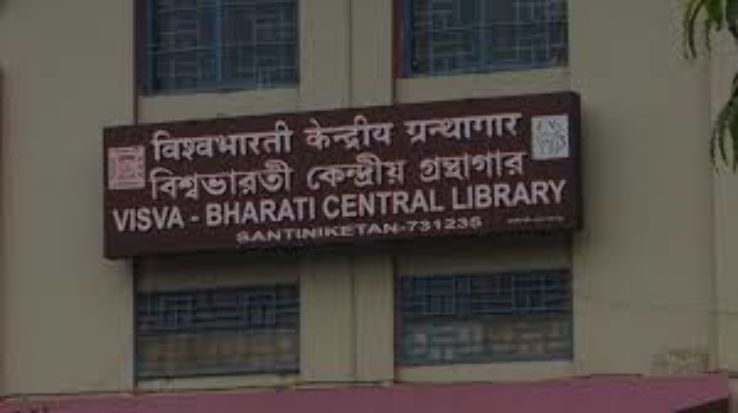 विश्वभारती केन्द्रीय ग्रन्थागार
বিশ্বভারতী কেন্দ্রীয় গ্রন্থাগার
VISVA - BHARATI CENTRAL LIBRARY
SANTINIKETAN-731235